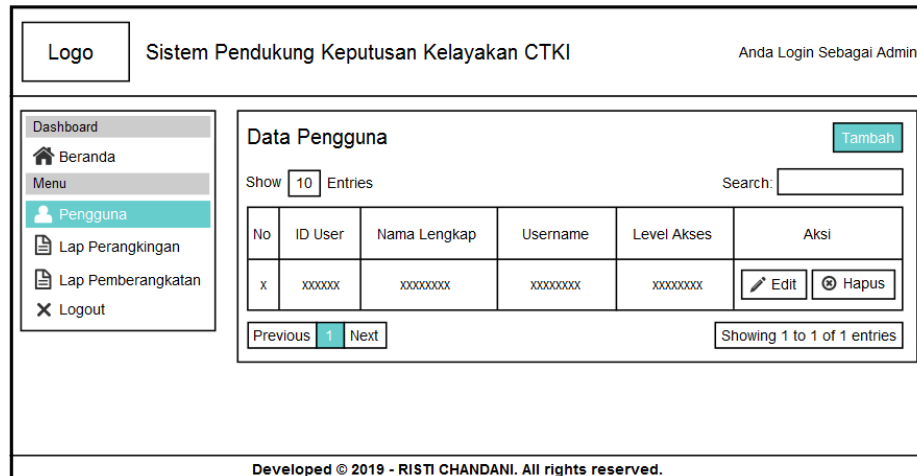 Logo
Sistem Pendukung Keputusan Kelayakan CTKI
Anda Login Sebagai Admin
Dashboard
Beranda
Menu
Pengguna
Lap Perangkingan
Lap Pemberangkatan
Logout
Data Pengguna
Tambah
Show 10 Entries
Search:
No ID User Nama Lengkap Username Level Akses Aksi
x xxxxxx xxxxxxxx xxxxxxxx xxxxxxxx Edit Hapus
Previous 1 Next
Showing 1 to 1 of 1 entries
Developed © 2019 - RISTI CHANDANI. All rights reserved.